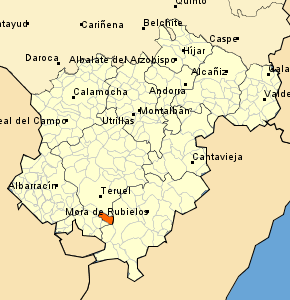 Quinto
atayud
Cariñena
Belchite
Caspe
Daroca
Híjar
Albalate del Arzobispo
Alcañiz
Calamocha
Andorra
Valde
Montalbán
eal del Campo
Utrillas
Cantavieja
Albarracín
Teruel
Mora de Rubielos